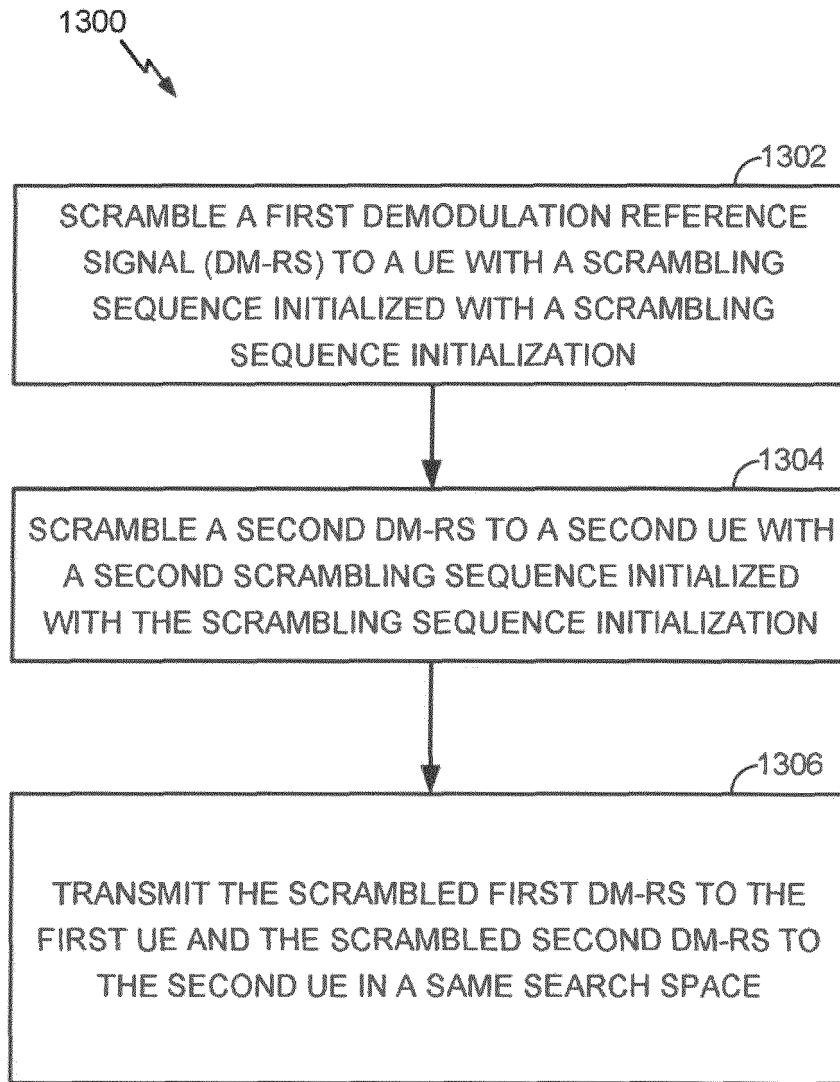 1300
1302
SCRAMBLE A FIRST DEMODULATION REFERENCE
SIGNAL (DM-RS) TO A UE WITH A SCRAMBLING
SEQUENCE INITIALIZED WITH A SCRAMBLING
SEQUENCE INITIALIZATION
1304
SCRAMBLE A SECOND DM-RS TO A SECOND UE WITH
A SECOND SCRAMBLING SEQUENCE INITIALIZED
WITH THE SCRAMBLING SEQUENCE INITIALIZATION
1306
TRANSMIT THE SCRAMBLED FIRST DM-RS TO THE
FIRST UE AND THE SCRAMBLED SECOND DM-RS TO
THE SECOND UE IN A SAME SEARCH SPACE